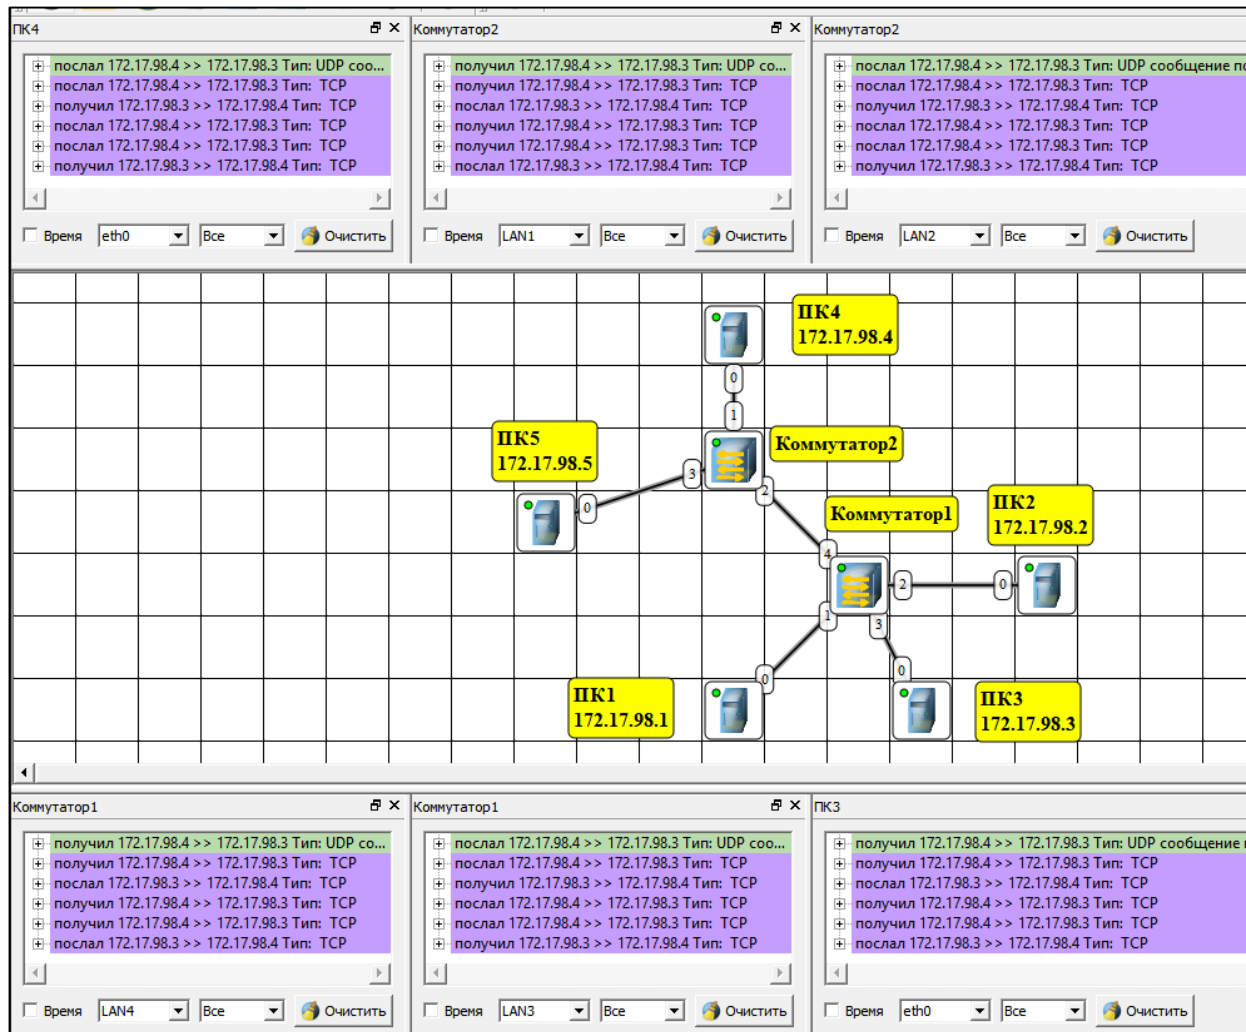 ПК4
послал 172.17.98.4 >> 172.17.98.3 Тип: UDP соо...
послал 172.17.98.4 >> 172.17.98.3 Тип: TCP
получил 172.17.98.3 >> 172.17.98.4 Тип: TCP
послал 172.17.98.4 >> 172.17.98.3 Тип: TCP
послал 172.17.98.4 >> 172.17.98.3 Тип: TCP
получил 172.17.98.3 >> 172.17.98.4 Тип: TCP
Время eth0 Все Очистить
Коммутатор2
получил 172.17.98.4 >> 172.17.98.3 Тип: UDP со...
получил 172.17.98.4 >> 172.17.98.3 Тип: TCP
послал 172.17.98.3 >> 172.17.98.4 Тип: TCP
получил 172.17.98.4 >> 172.17.98.3 Тип: TCP
получил 172.17.98.4 >> 172.17.98.3 Тип: TCP
послал 172.17.98.3 >> 172.17.98.4 Тип: TCP
Время LAN1 Все Очистить
Коммутатор2
послал 172.17.98.4 >> 172.17.98.3 Тип: UDP сообщение по
послал 172.17.98.4 >> 172.17.98.3 Тип: TCP
получил 172.17.98.3 >> 172.17.98.4 Тип: TCP
послал 172.17.98.4 >> 172.17.98.3 Тип: TCP
послал 172.17.98.4 >> 172.17.98.3 Тип: TCP
получил 172.17.98.3 >> 172.17.98.4 Тип: TCP
Время LAN2 Все Очистить
ПК4
172.17.98.4
0
1
ПК5
172.17.98.5
Коммутатор2
3
2
0
Коммутатор1
ПК2
172.17.98.2
4
2
0
1
3
0
0
ПК1
172.17.98.1
ПК3
172.17.98.3
Коммутатор1
получил 172.17.98.4 >> 172.17.98.3 Тип: UDP со...
получил 172.17.98.4 >> 172.17.98.3 Тип: TCP
послал 172.17.98.3 >> 172.17.98.4 Тип: TCP
получил 172.17.98.4 >> 172.17.98.3 Тип: TCP
получил 172.17.98.4 >> 172.17.98.3 Тип: TCP
послал 172.17.98.3 >> 172.17.98.4 Тип: TCP
Время LAN4 Все Очистить
Коммутатор1
послал 172.17.98.4 >> 172.17.98.3 Тип: UDP соо...
послал 172.17.98.4 >> 172.17.98.3 Тип: TCP
получил 172.17.98.3 >> 172.17.98.4 Тип: TCP
послал 172.17.98.4 >> 172.17.98.3 Тип: TCP
послал 172.17.98.4 >> 172.17.98.3 Тип: TCP
получил 172.17.98.3 >> 172.17.98.4 Тип: TCP
Время LAN3 Все Очистить
ПК3
получил 172.17.98.4 >> 172.17.98.3 Тип: UDP сообщение
получил 172.17.98.4 >> 172.17.98.3 Тип: TCP
послал 172.17.98.3 >> 172.17.98.4 Тип: TCP
получил 172.17.98.4 >> 172.17.98.3 Тип: TCP
получил 172.17.98.4 >> 172.17.98.3 Тип: TCP
послал 172.17.98.3 >> 172.17.98.4 Тип: TCP
Время eth0 Все Очистить